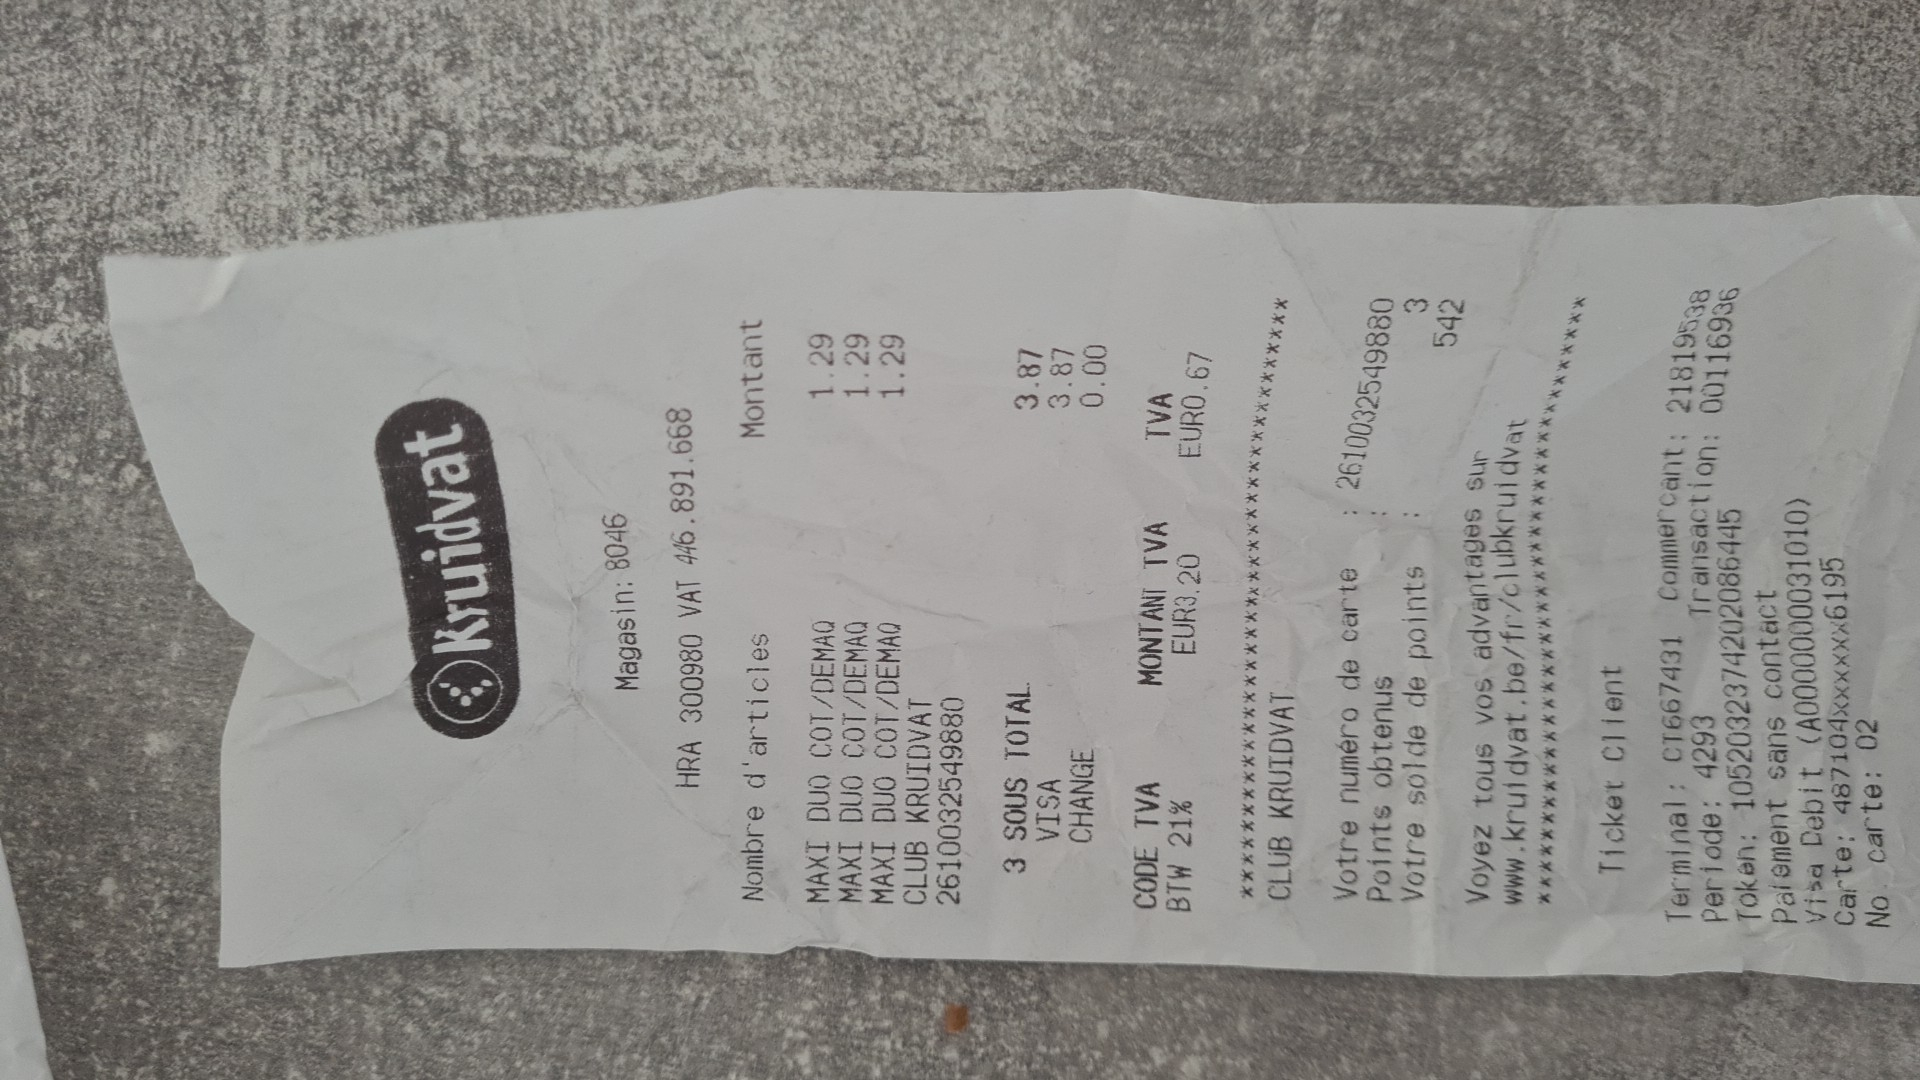 Kruidvat
Magasin: 8046
HRA 300980 VAT 446.891.668
Nombre d'articles Montant
MAXI DUO COT/DEMAQ 1.29
MAXI DUO COT/DEMAQ 1.29
MAXI DUO COT/DEMAQ 1.29
CLUB KRUIDVAT
2610032549880
3 SOUS TOTAL 3.87
VISA 3.87
CHANGE 0.00
CODE TVA MONTANT TVA TVA
BTW 21% EUR3.20 EUR0.67
******************************************
CLUB KRUIDVAT
Votre numéro de carte : 2610032549880
Points obtenus : 3
Votre solde de points : 542
Voyez tous vos advantages sur
www.kruidvat.be/fr/clubkruidvat
******************************************
Ticket Client
Terminal: CT667431 Commercant: 21819538
Periode: 4293 Transaction: 00116936
Token: 1052032374202086445
Paiement sans contact
Visa Debit (A0000000031010)
Carte: 487104xxxxxx6195
No. carte: 02